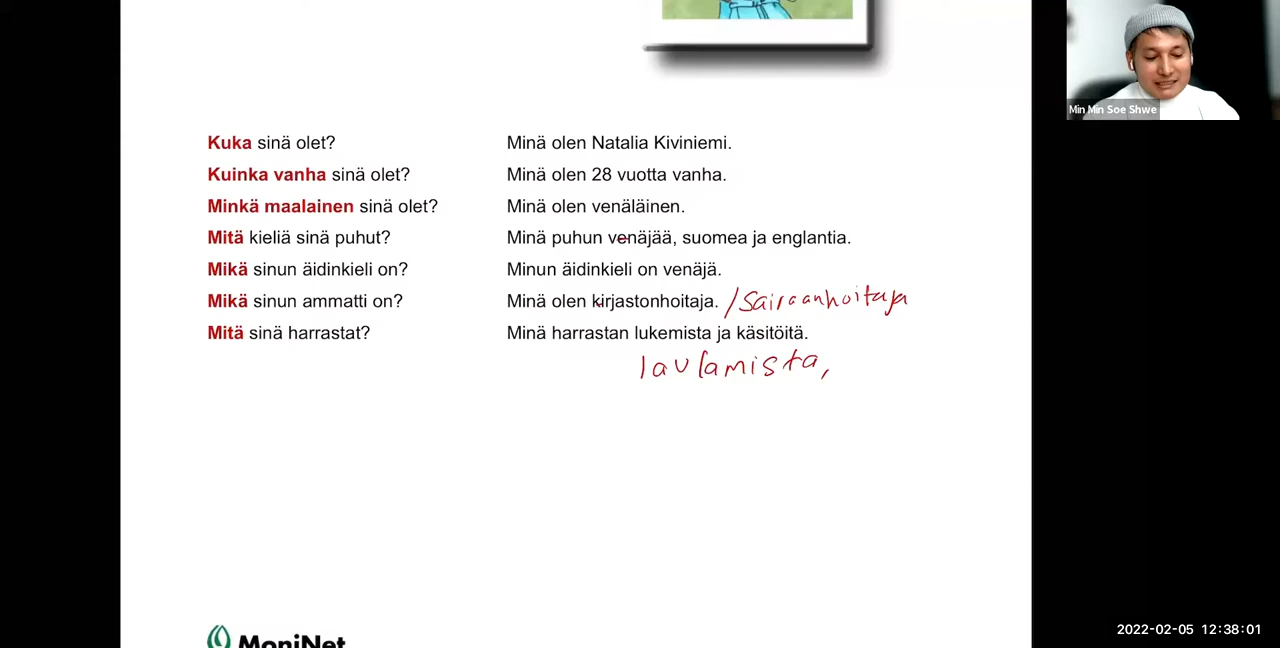 Min Min Soe Shwe
Kuka sinä olet? Minä olen Natalia Kiviniemi.
Kuinka vanha sinä olet? Minä olen 28 vuotta vanha.
Minkä maalainen sinä olet? Minä olen venäläinen.
Mitä kieliä sinä puhut? Minä puhun venäjää, suomea ja englantia.
Mikä sinun äidinkieli on? Minun äidinkieli on venäjä.
Mikä sinun ammatti on? Minä olen kirjastonhoitaja. /Sairaanhoitaja
Mitä sinä harrastat? Minä harrastan lukemista ja käsitöitä.
laulamista,
MoniNet
2022-02-05 12:38:01